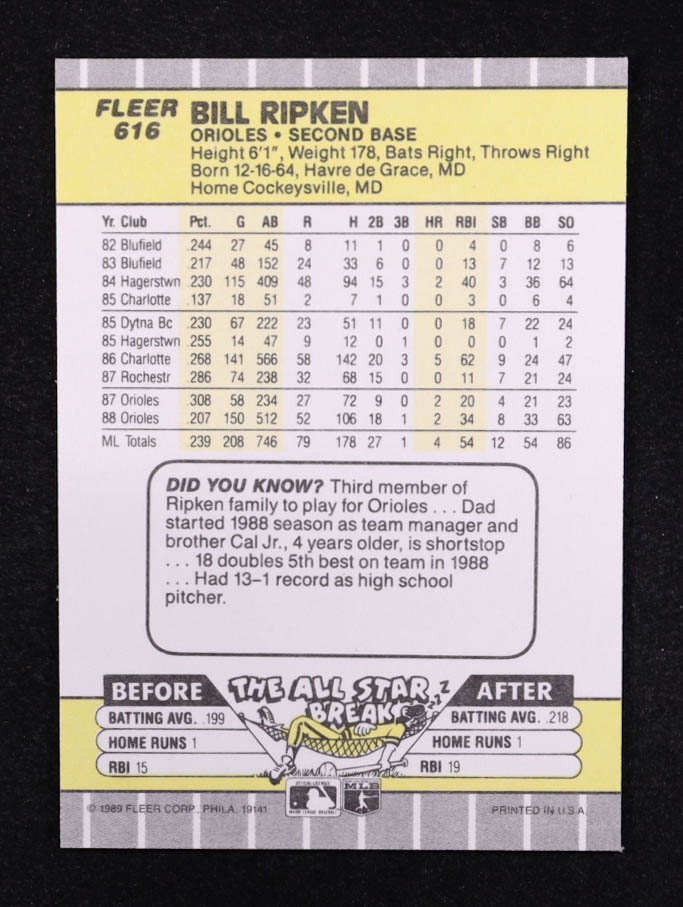 FLEER
616
BILL RIPKEN
ORIOLES • SECOND BASE
Height 6'1", Weight 178, Bats Right, Throws Right
Born 12-16-64, Havre de Grace, MD
Home Cockeysville, MD
Yr. Club Pct. G AB R H 2B 3B HR RBI SB BB SO
82 Blufield .244 27 45 8 11 1 0 0 4 0 8 6
83 Blufield .217 48 152 24 33 6 0 0 13 7 12 13
84 Hagerstwn .230 115 409 48 94 15 3 2 40 3 36 64
85 Charlotte .137 18 51 2 7 1 0 0 3 0 6 4
85 Dytna Bc .230 67 222 23 51 11 0 0 18 7 22 24
85 Hagerstwn .255 14 47 9 12 0 1 0 0 0 1 2
86 Charlotte .268 141 566 58 142 20 3 5 62 9 24 47
87 Rochestr .286 74 238 32 68 15 0 0 11 7 21 24
87 Orioles .308 58 234 27 72 9 0 2 20 4 21 23
88 Orioles .207 150 512 52 106 18 1 2 34 8 33 63
ML Totals .239 208 746 79 178 27 1 4 54 12 54 86
DID YOU KNOW? Third member of
Ripken family to play for Orioles . . . Dad
started 1988 season as team manager and
brother Cal Jr., 4 years older, is shortstop
. . . 18 doubles 5th best on team in 1988
. . . Had 13-1 record as high school
pitcher.
THE ALL STAR
BREAK
ZZZZ
BEFORE
BATTING AVG. .199
HOME RUNS 1
RBI 15
AFTER
BATTING AVG. .218
HOME RUNS 1
RBI 19
OFFICIAL LICENSEE
MAJOR LEAGUE BASEBALL
MLB
© 1989 FLEER CORP., PHILA. 19141
PRINTED IN U.S.A.